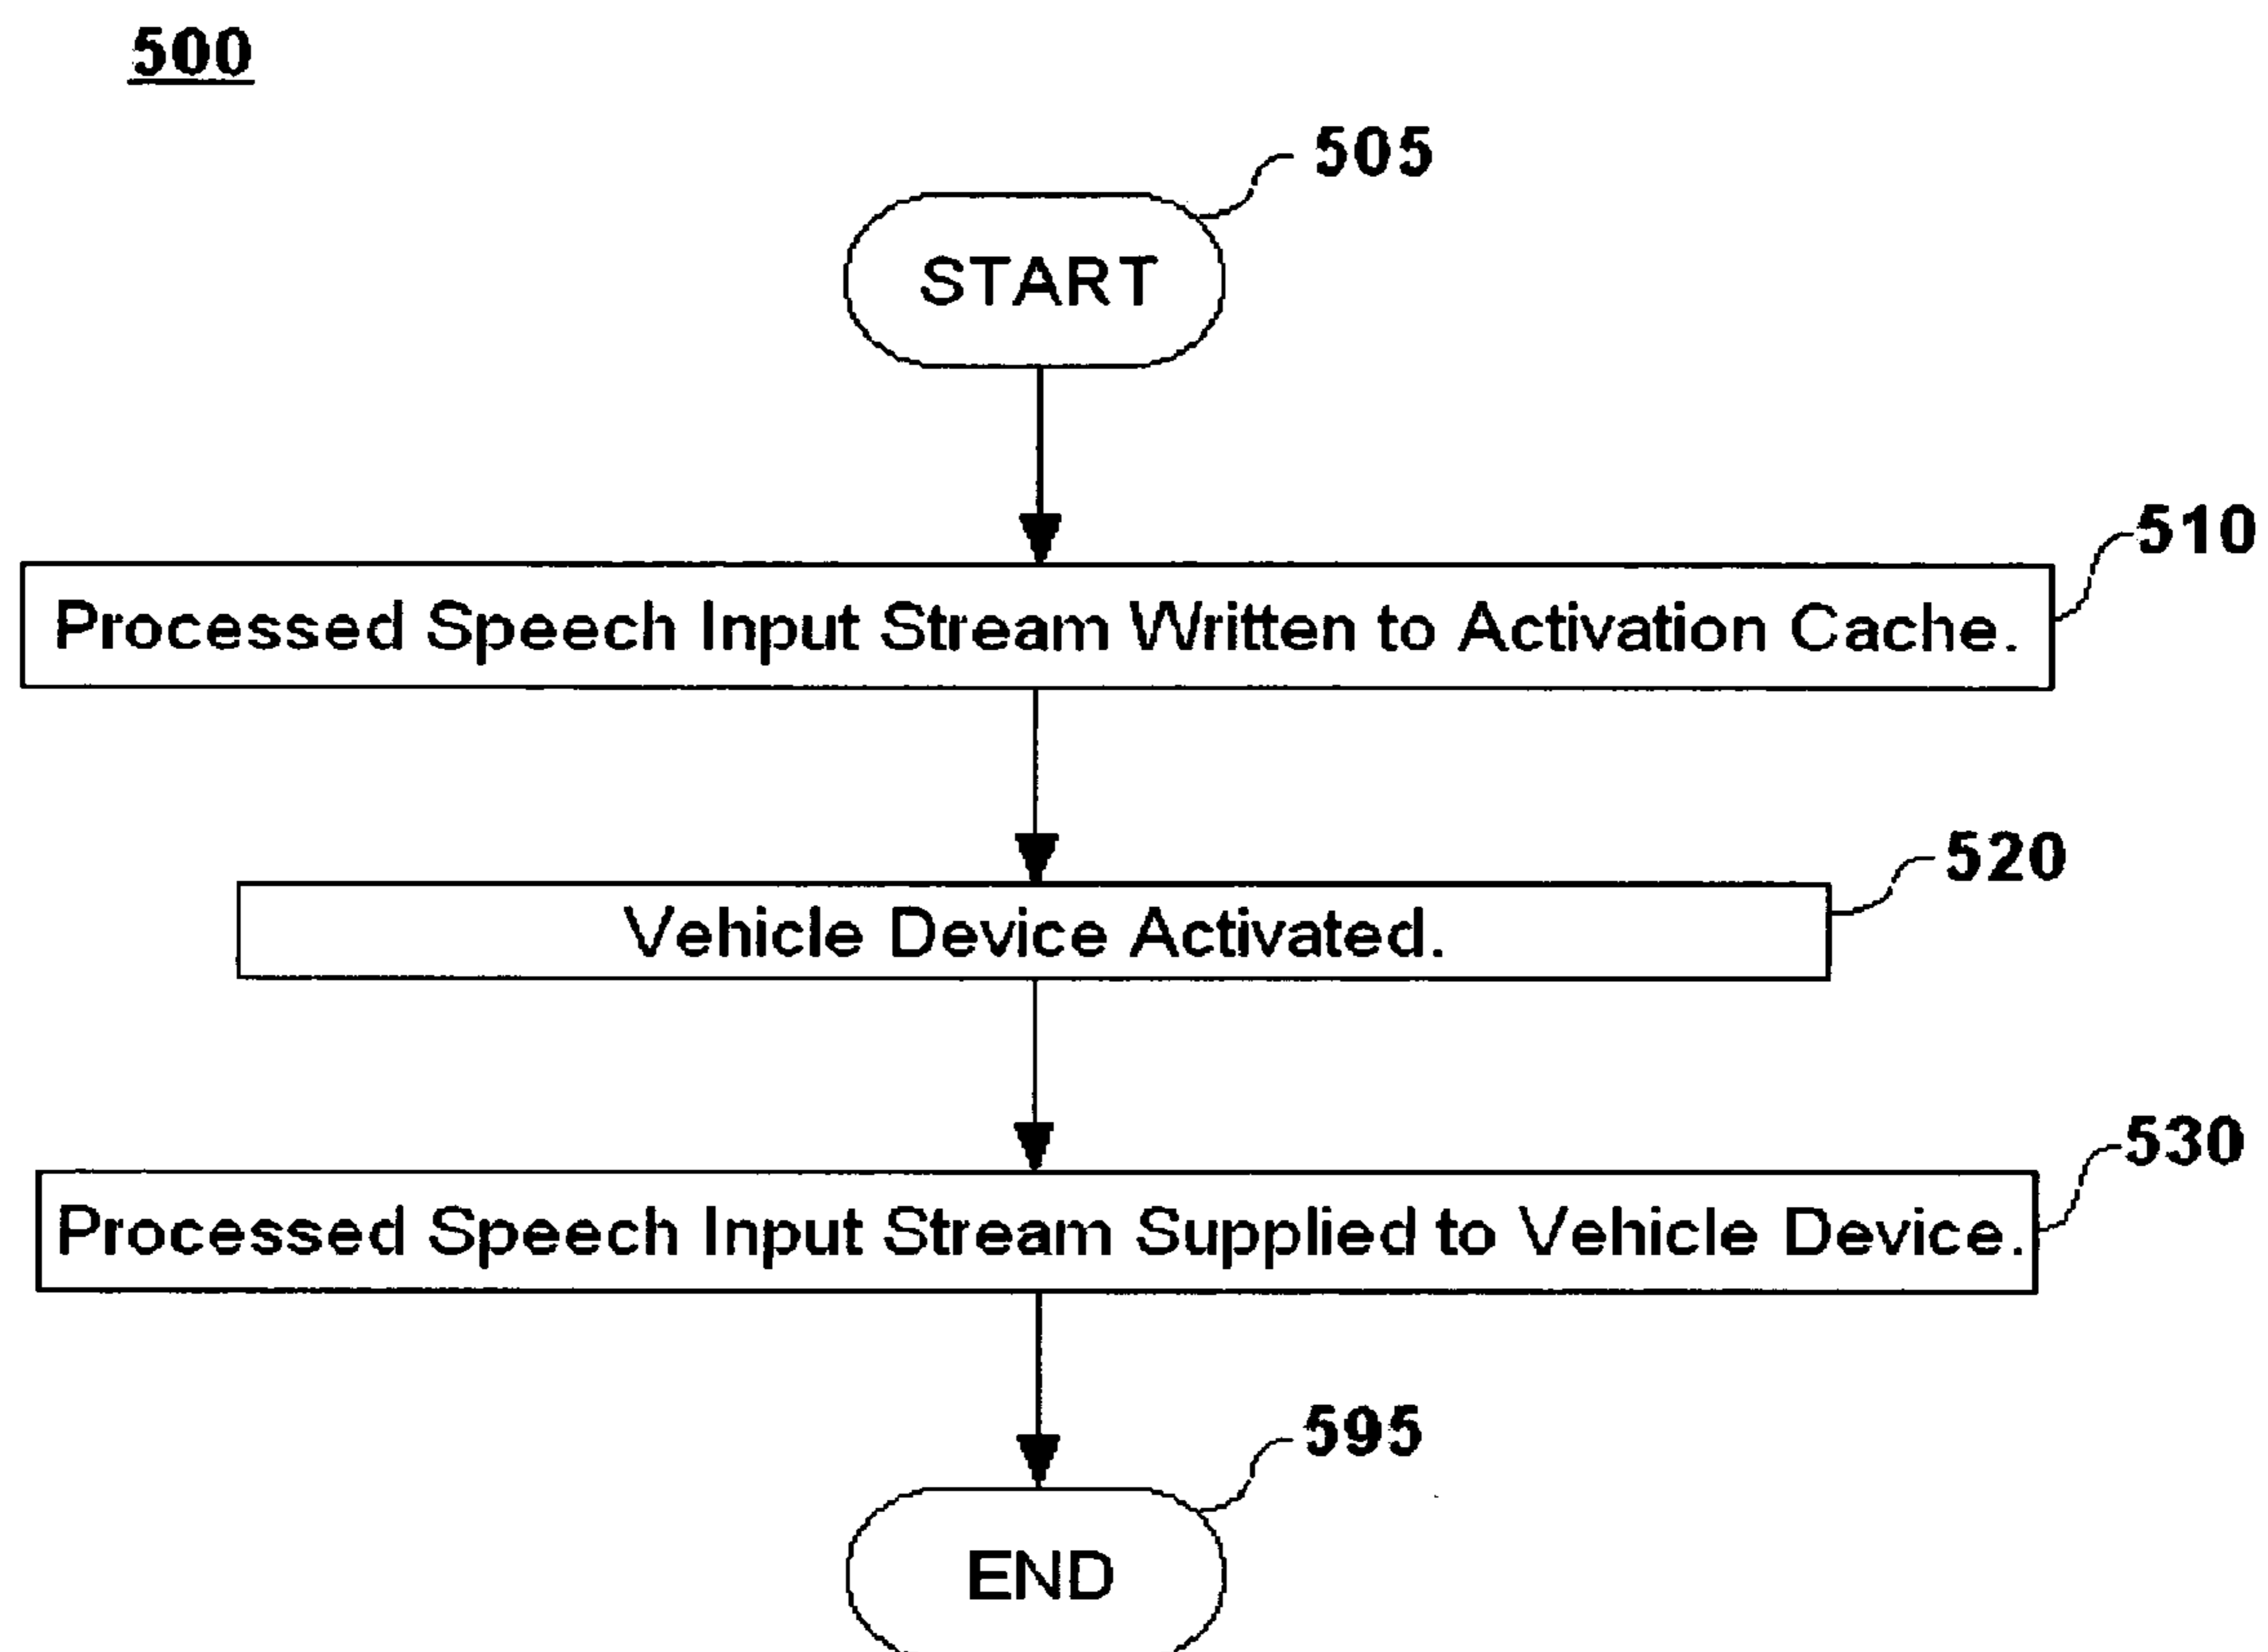 500
505
START
510
Processed Speech Input Stream Written to Activation Cache.
520
Vehicle Device Activated.
530
Processed Speech Input Stream Supplied to Vehicle Device.
595
END